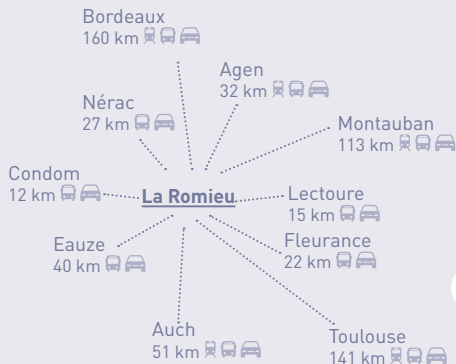 Bordeaux
160 km
Agen
32 km
Nérac
27 km
Montauban
113 km
Condom
12 km
La Romieu
Lectoure
15 km
Fleurance
22 km
Eauze
40 km
Auch
51 km
Toulouse
141 km